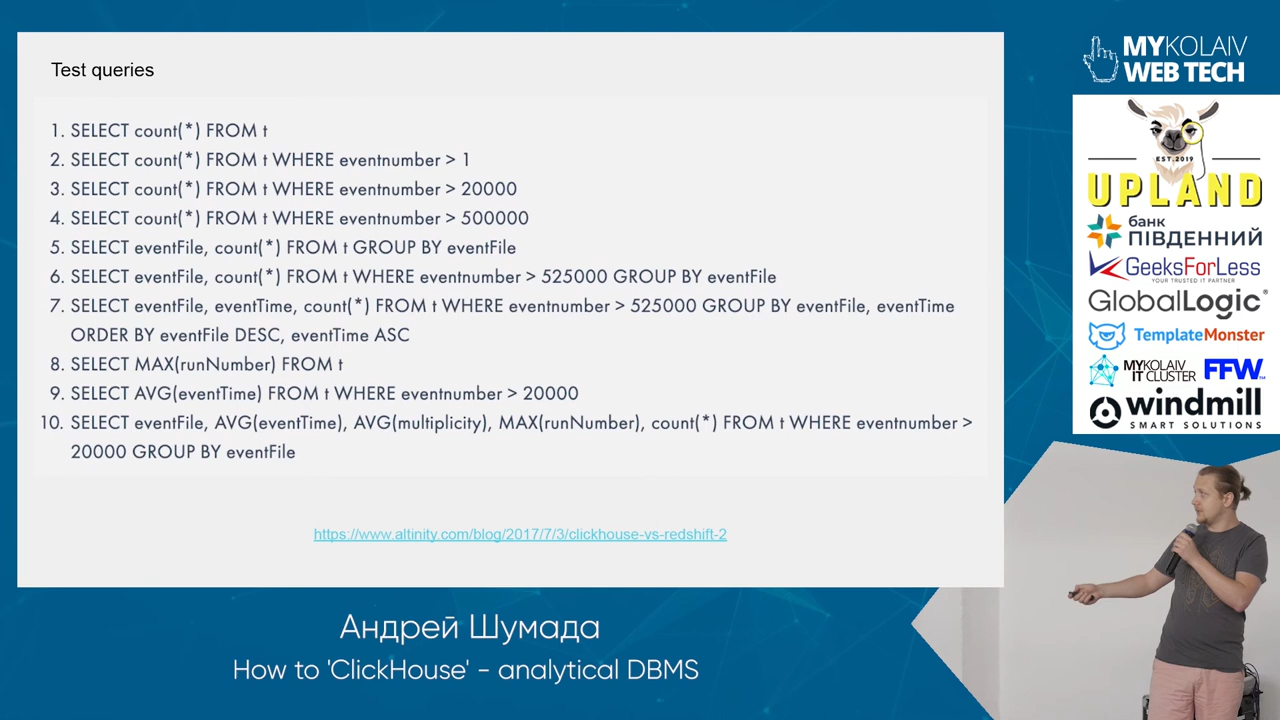 Test queries
1. SELECT count(*) FROM t
2. SELECT count(*) FROM t WHERE eventnumber > 1
3. SELECT count(*) FROM t WHERE eventnumber > 20000
4. SELECT count(*) FROM t WHERE eventnumber > 500000
5. SELECT eventFile, count(*) FROM t GROUP BY eventFile
6. SELECT eventFile, count(*) FROM t WHERE eventnumber > 525000 GROUP BY eventFile
7. SELECT eventFile, eventTime, count(*) FROM t WHERE eventnumber > 525000 GROUP BY eventFile, eventTime
ORDER BY eventFile DESC, eventTime ASC
8. SELECT MAX(runNumber) FROM t
9. SELECT AVG(eventTime) FROM t WHERE eventnumber > 20000
10. SELECT eventFile, AVG(eventTime), AVG(multiplicity), MAX(runNumber), count(*) FROM t WHERE eventnumber >
20000 GROUP BY eventFile
https://www.altinity.com/blog/2017/7/3/clickhouse-vs-redshift-2
Андрей Шумада
How to 'ClickHouse' - analytical DBMS
MYKOLAIV
WEB TECH
EST.2019
UPLAND
банк
ПІВДЕННИЙ
GeeksForLess
YOUR TRUSTED IT PARTNER
GlobalLogic®
TemplateMonster
MYKOLAIV
IT CLUSTER
FFW
windmill
SMART SOLUTIONS